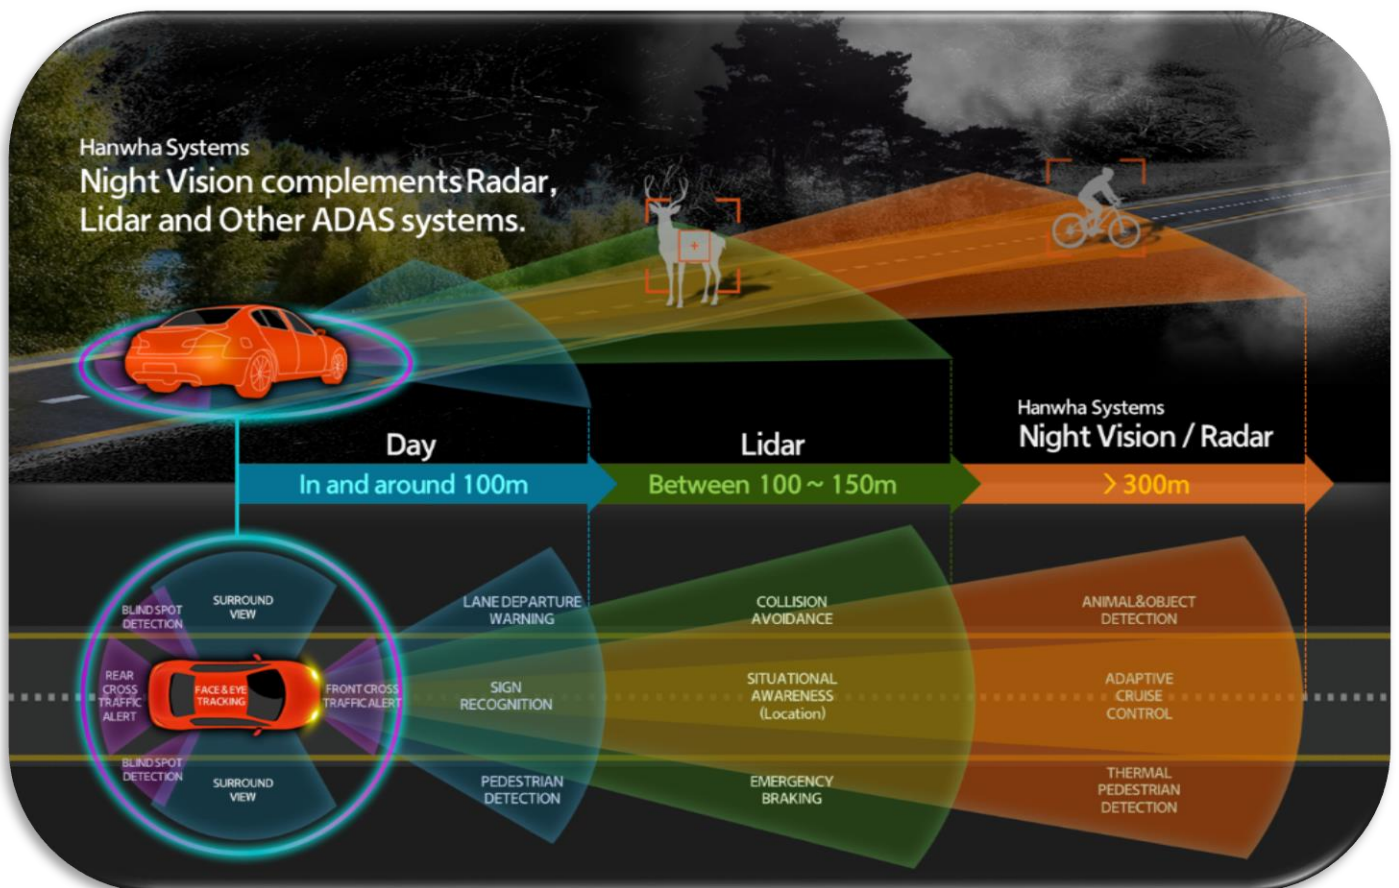 Hanwha Systems
Night Vision complements Radar,
Lidar and Other ADAS systems.
Day
Lidar
Hanwha Systems
Night Vision / Radar
In and around 100m
Between 100 ~ 150m
> 300m
BLIND SPOT
DETECTION
SURROUND
VIEW
LANE DEPARTURE
WARNING
COLLISION
AVOIDANCE
ANIMAL&OBJECT
DETECTION
REAR
CROSS
TRAFFIC
ALERT
FACE & EYE
TRACKING
FRONT CROSS
TRAFFIC ALERT
SIGN
RECOGNITION
SITUATIONAL
AWARENESS
(Location)
ADAPTIVE
CRUISE
CONTROL
BLIND SPOT
DETECTION
SURROUND
VIEW
PEDESTRIAN
DETECTION
EMERGENCY
BRAKING
THERMAL
PEDESTRIAN
DETECTION